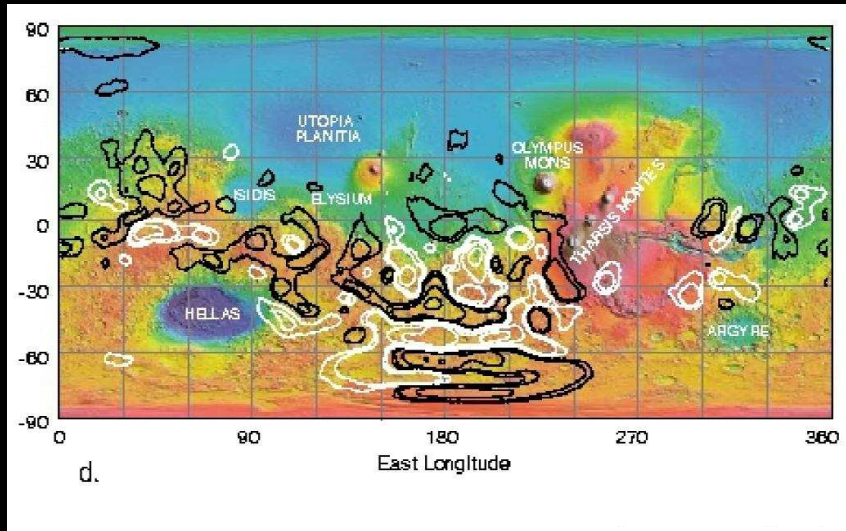 90
60
30
0
-30
-60
-90
UTOPIA
PLANITIA
OLYMPUS
MONS
ISIDIS
ELYSIUM
THARSIS MONTES
HELLAS
ARGYRE
0
90
180
270
360
East Longitude
d.